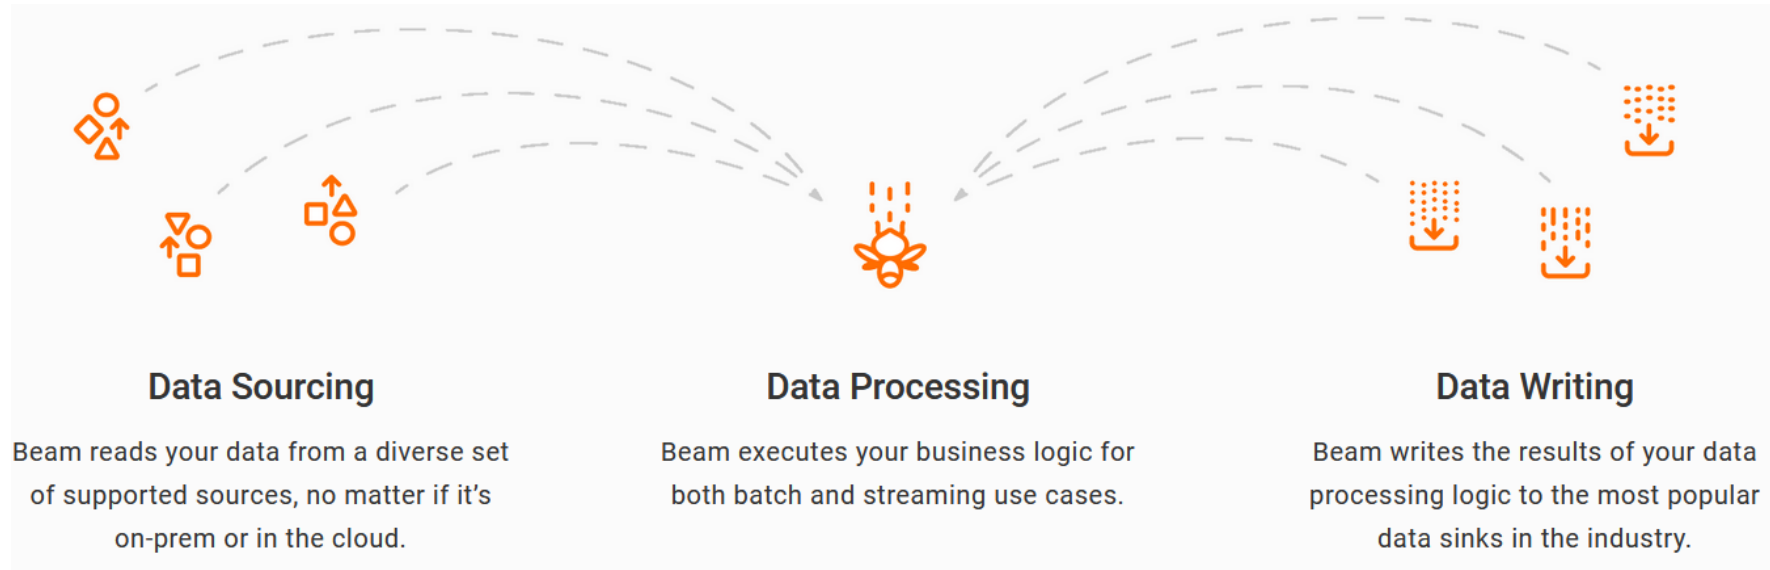 Data Sourcing
Beam reads your data from a diverse set
of supported sources, no matter if it’s
on-prem or in the cloud.
Data Processing
Beam executes your business logic for
both batch and streaming use cases.
Data Writing
Beam writes the results of your data
processing logic to the most popular
data sinks in the industry.